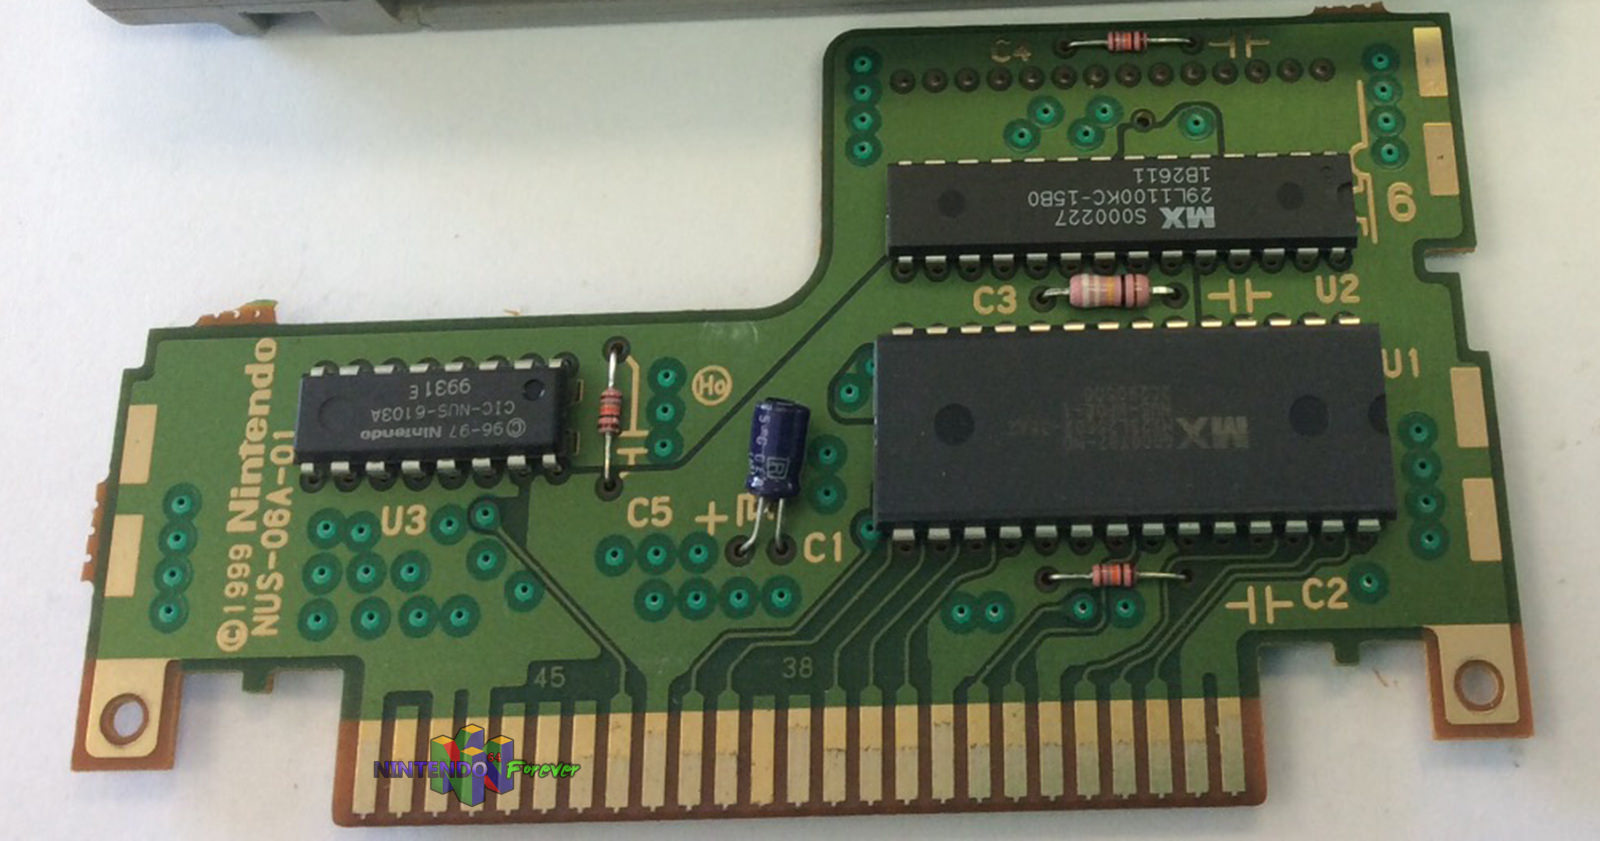 C4
MX S000227
29L1100KC-15B0
1B2611
6
C3
U2
U1
MX
©1999 Nintendo
NUS-06A-01
©96-97 Nintendo
CIC-NUS-6103A
9931 E
Ho
U3
C5
+
C1
C2
45
38
NINTENDO 64 Forever